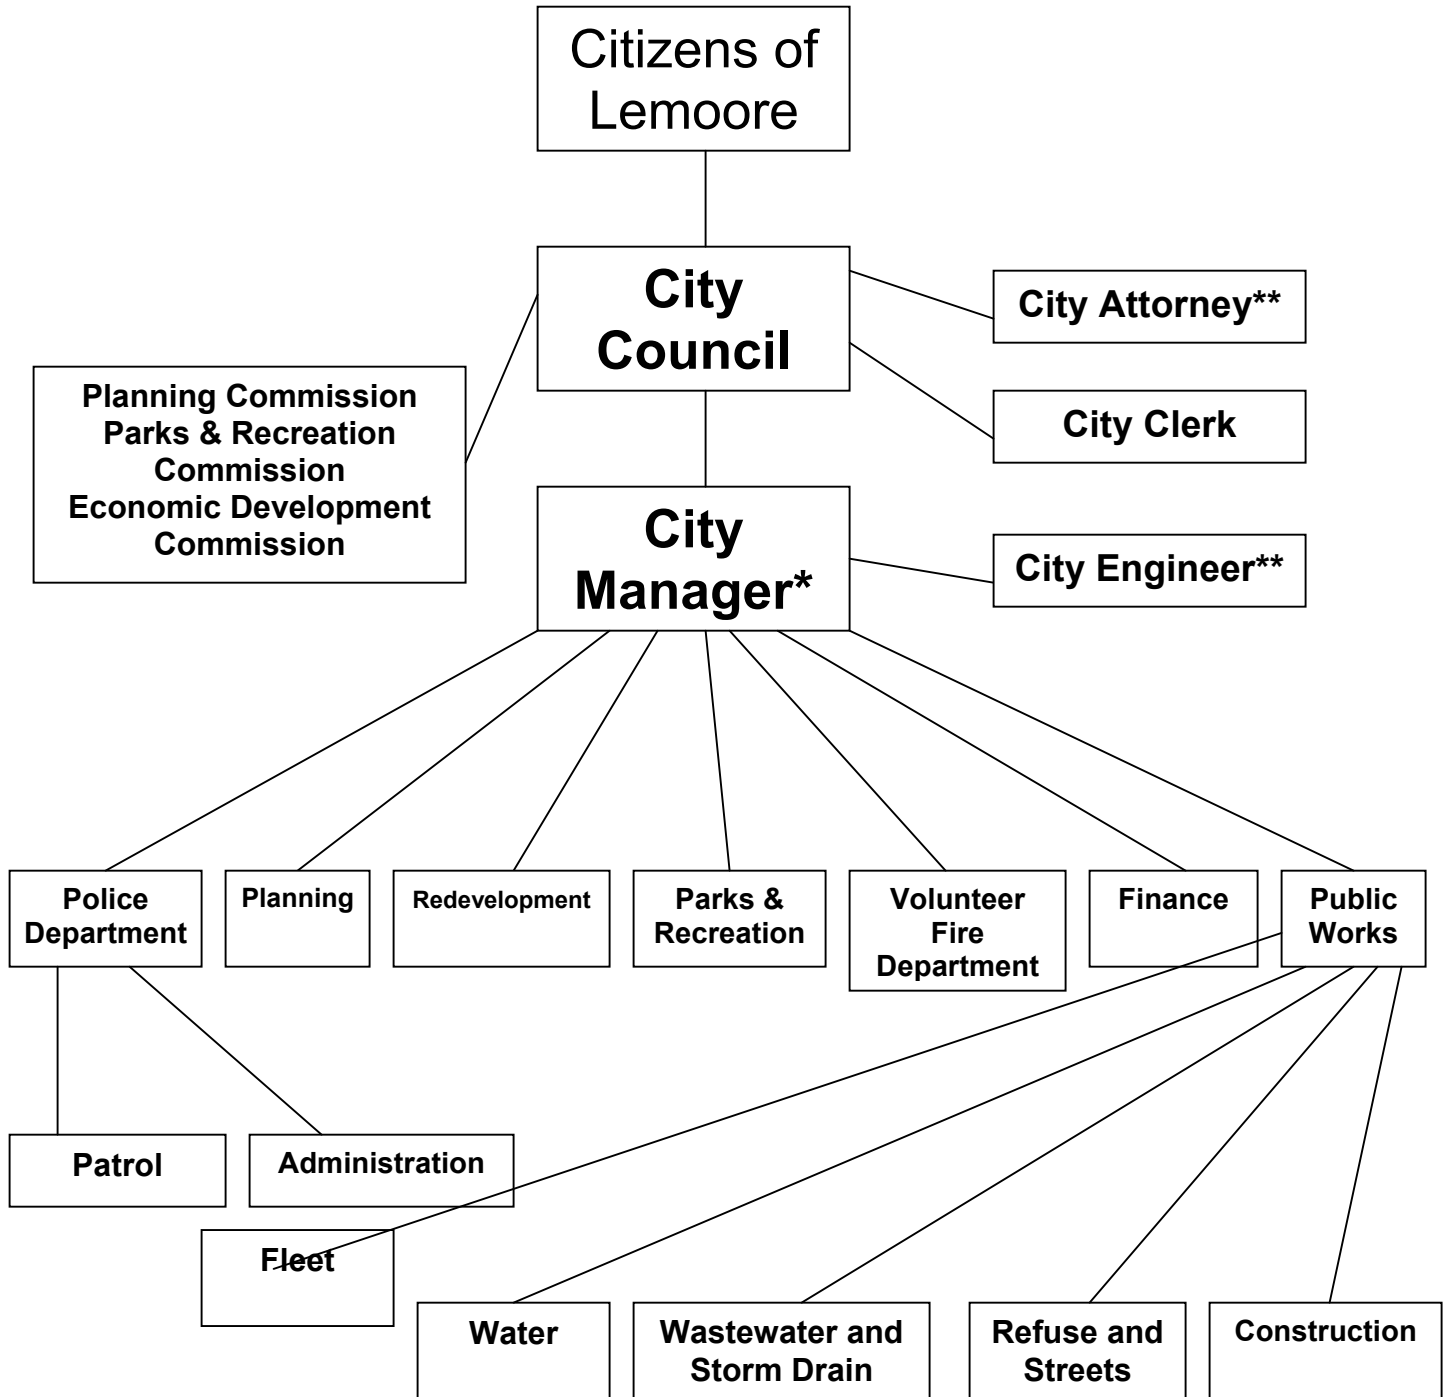 Citizens of
Lemoore
City
Council
City Attorney**
Planning Commission
Parks & Recreation
Commission
Economic Development
Commission
City Clerk
City
Manager*
City Engineer**
Police
Department
Planning
Redevelopment
Parks &
Recreation
Volunteer
Fire
Department
Finance
Public
Works
Patrol
Administration
Fleet
Water
Wastewater and
Storm Drain
Refuse and
Streets
Construction